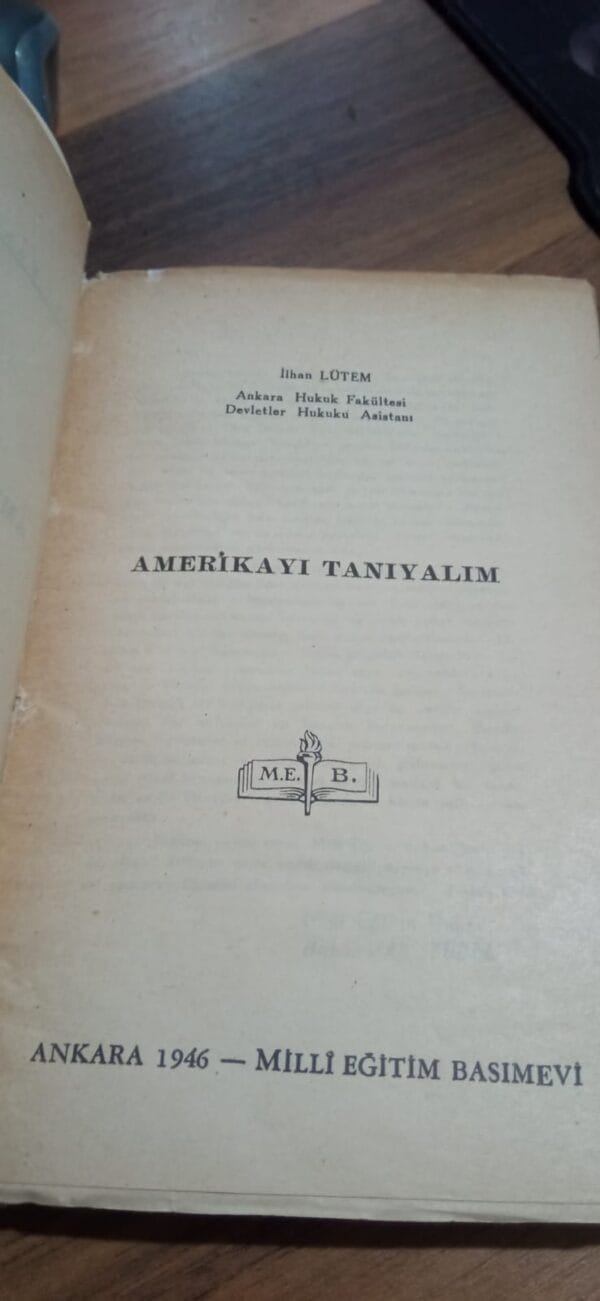 İlhan LÜTEM
Ankara Hukuk Fakültesi
Devletler Hukuku Asistanı
AMERİKAYI TANIYALIM
M.E. B.
ANKARA 1946 — MİLLÎ EĞİTİM BASIMEVİ